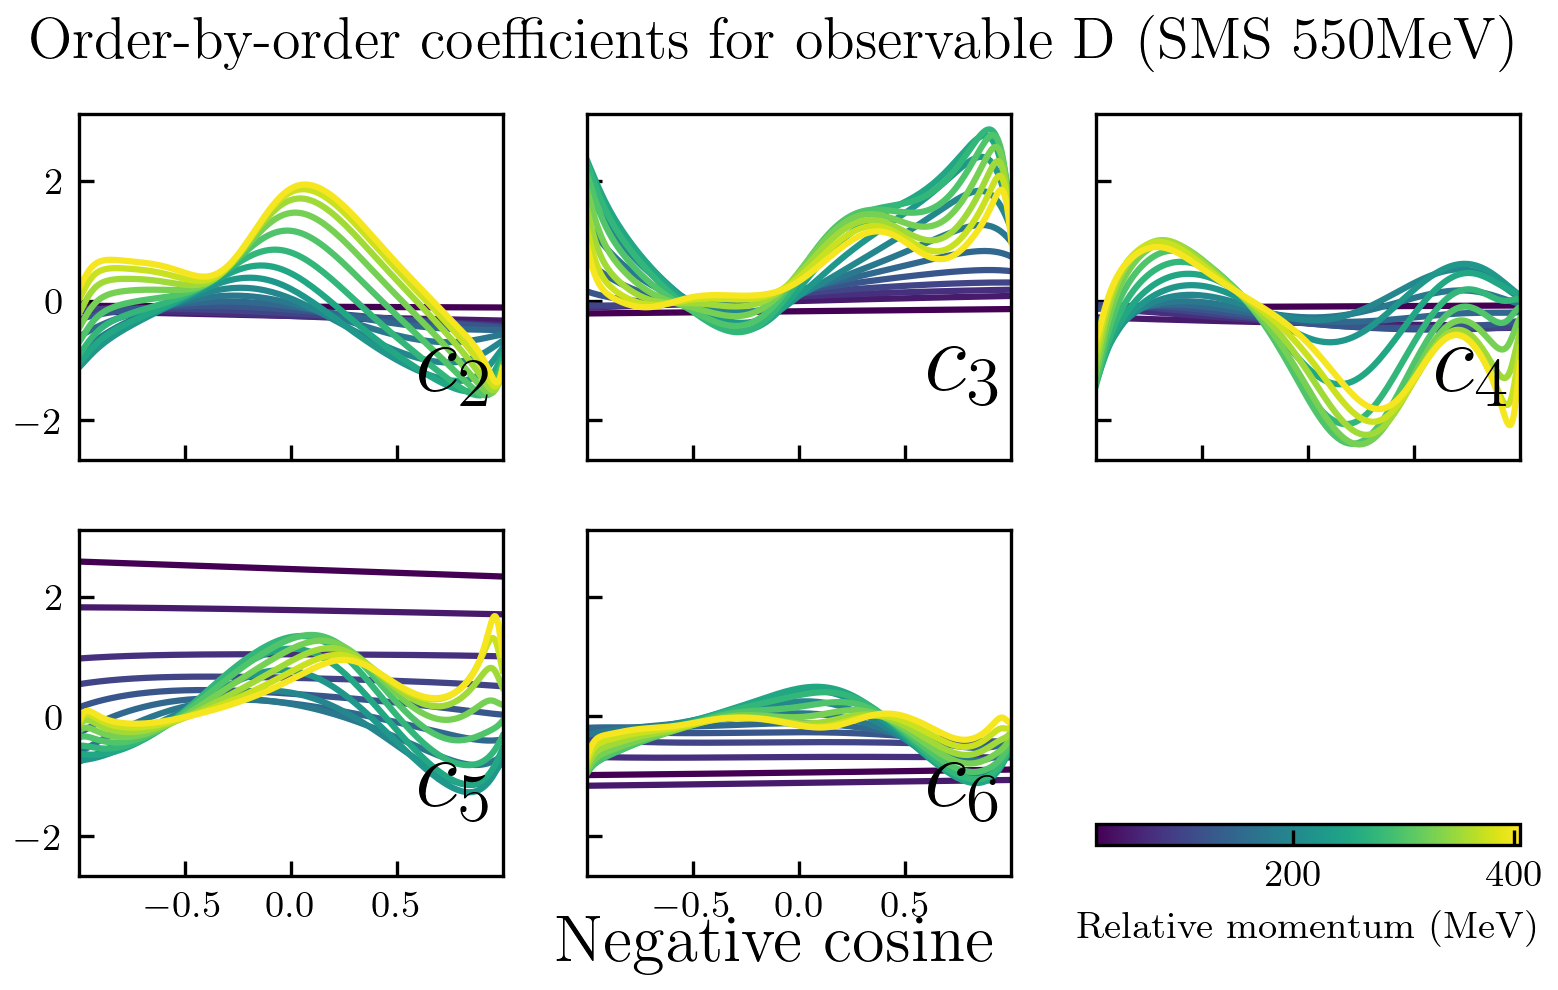 Order-by-order coefficients for observable D (SMS 550MeV)
2
0
−2
c2
c3
c4
2
0
−2
c5
c6
−0.5 0.0 0.5
−0.5 0.0 0.5
Negative cosine
200 400
Relative momentum (MeV)